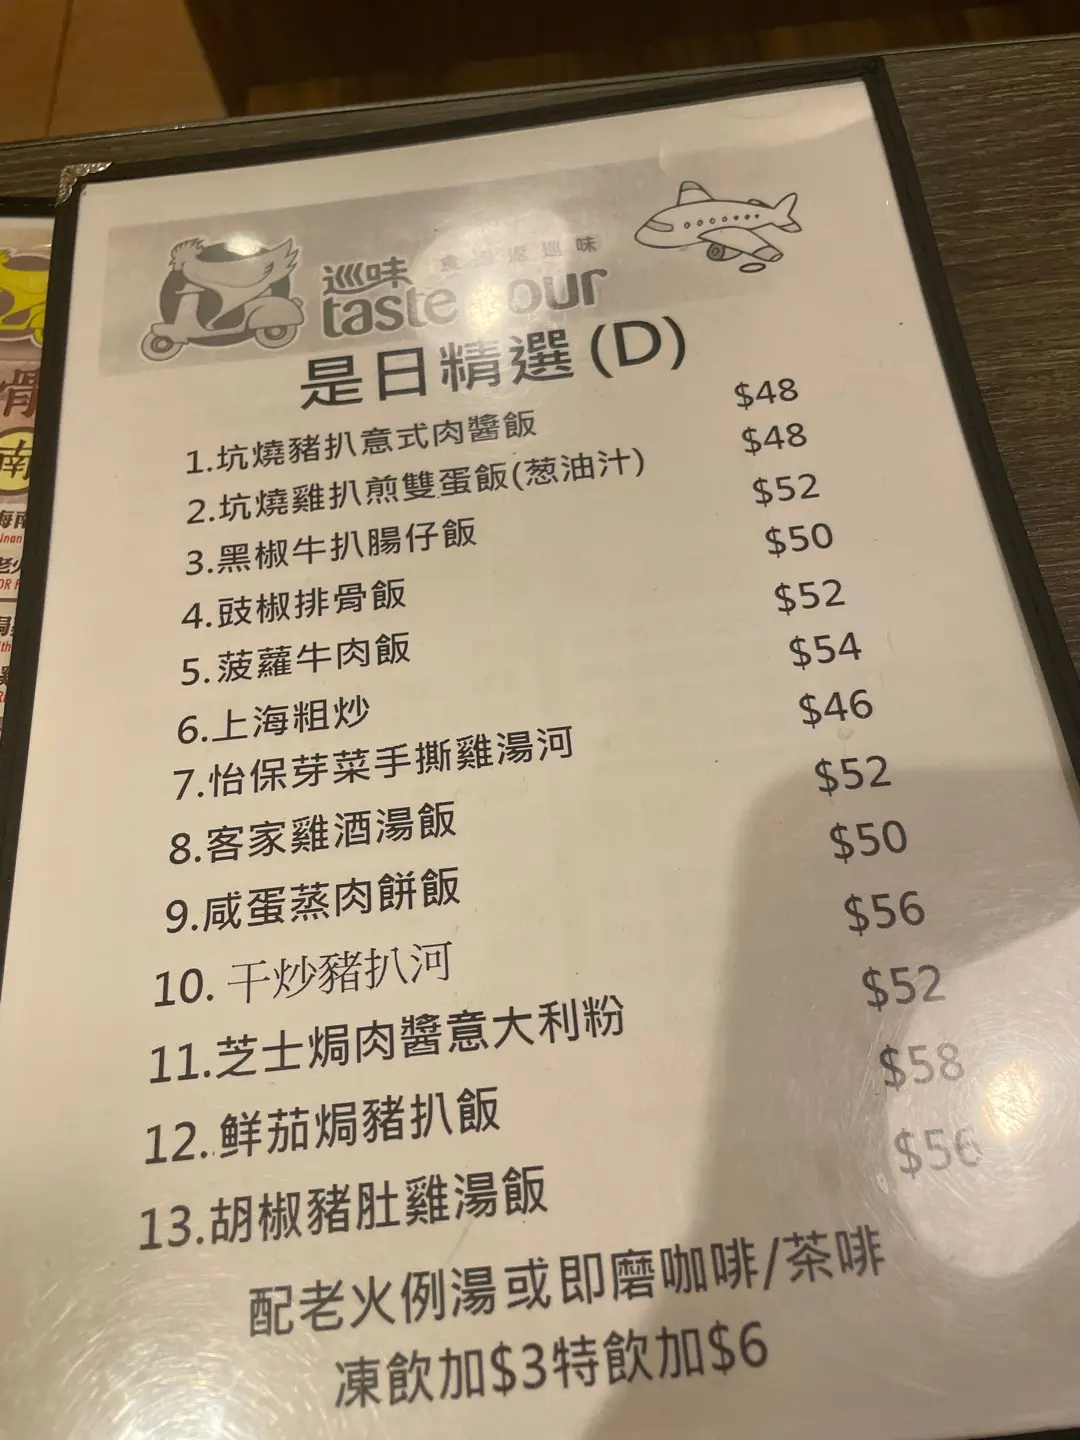 巡味 食過返巡味
taste tour
是日精選(D)
1.坑燒豬扒意式肉醬飯 $48
2.坑燒雞扒煎雙蛋飯(葱油汁) $48
3.黑椒牛扒腸仔飯 $52
4.豉椒排骨飯 $50
5.菠蘿牛肉飯 $52
6.上海粗炒 $54
7.怡保芽菜手撕雞湯河 $46
8.客家雞酒湯飯 $52
9.咸蛋蒸肉餅飯 $50
10. 干炒豬扒河 $56
11.芝士焗肉醬意大利粉 $52
12.鮮茄焗豬扒飯 $58
13.胡椒豬肚雞湯飯 $56
配老火例湯或即磨咖啡/茶啡
凍飲加$3特飲加$6
骨
南
海南